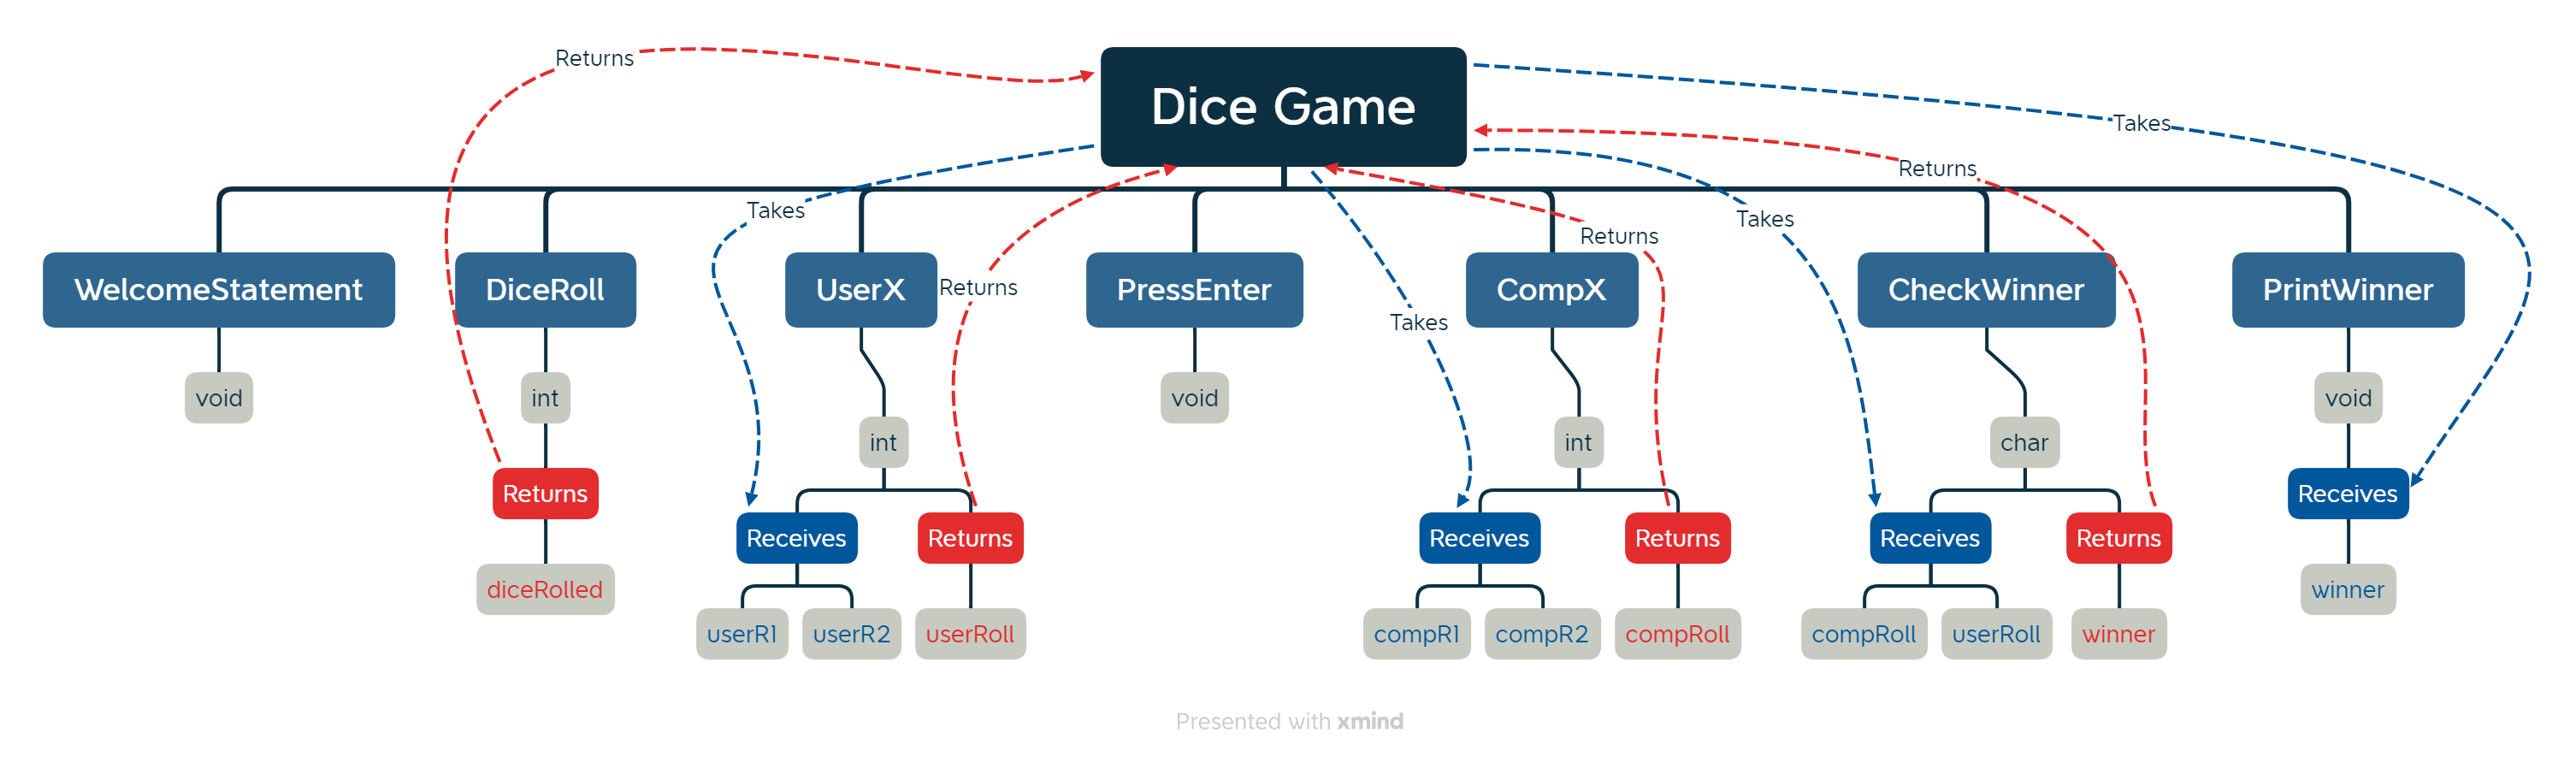 Returns
Dice Game
Takes
Returns
Takes
Takes
Returns
Returns
Takes
WelcomeStatement
DiceRoll
UserX
Returns
PressEnter
CompX
CheckWinner
PrintWinner
Takes
void
int
void
void
int
int
char
Returns
Receives
Receives
Returns
Receives
Returns
Receives
Returns
diceRolled
winner
userR1
userR2
userRoll
compR1
compR2
compRoll
compRoll
userRoll
winner
Presented with xmind